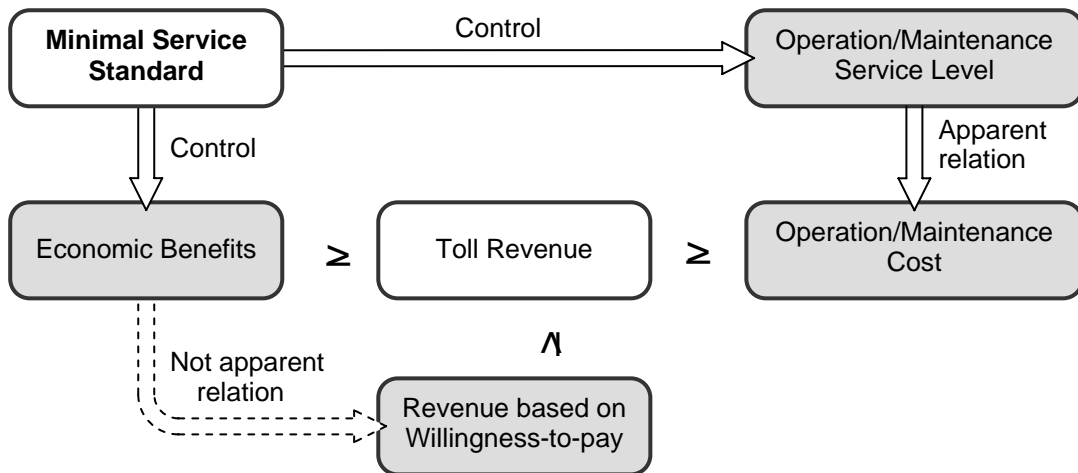 Minimal Service
Standard
Control
Operation/Maintenance
Service Level
Control
Apparent
relation
Economic Benefits
≥
Toll Revenue
≥
Operation/Maintenance
Cost
≥
Not apparent
relation
Revenue based on
Willingness-to-pay